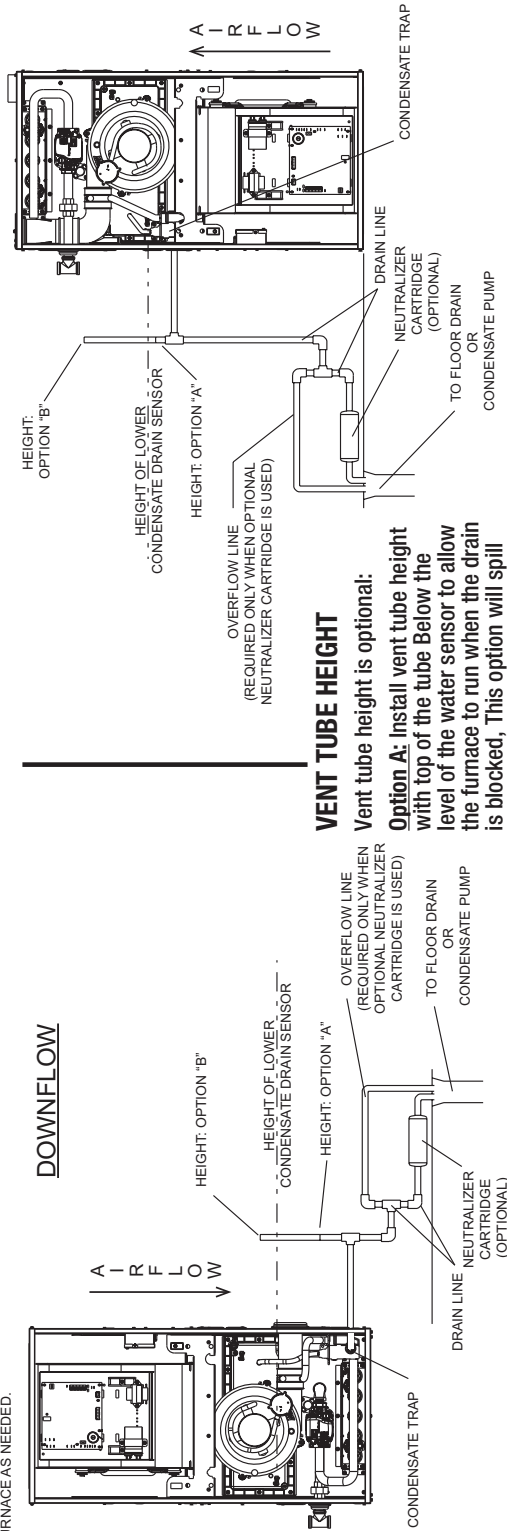 RNACE AS NEEDED.
DOWNFLOW
AIRFLOW
HEIGHT: OPTION "B"
HEIGHT OF LOWER
CONDENSATE DRAIN SENSOR
HEIGHT: OPTION "A"
OVERFLOW LINE
(REQUIRED ONLY WHEN
OPTIONAL NEUTRALIZER
CARTRIDGE IS USED)
TO FLOOR DRAIN
OR
CONDENSATE PUMP
NEUTRALIZER
CARTRIDGE
(OPTIONAL)
DRAIN LINE
CONDENSATE TRAP
AIRFLOW
HEIGHT:
OPTION "B"
HEIGHT OF LOWER
CONDENSATE DRAIN SENSOR
HEIGHT: OPTION "A"
OVERFLOW LINE
(REQUIRED ONLY WHEN OPTIONAL
NEUTRALIZER CARTRIDGE IS USED)
CONDENSATE TRAP
DRAIN LINE
NEUTRALIZER
CARTRIDGE
(OPTIONAL)
TO FLOOR DRAIN
OR
CONDENSATE PUMP
VENT TUBE HEIGHT
Vent tube height is optional:
Option A: Install vent tube height
with top of the tube Below the
level of the water sensor to allow
the furnace to run when the drain
is blocked, This option will spill